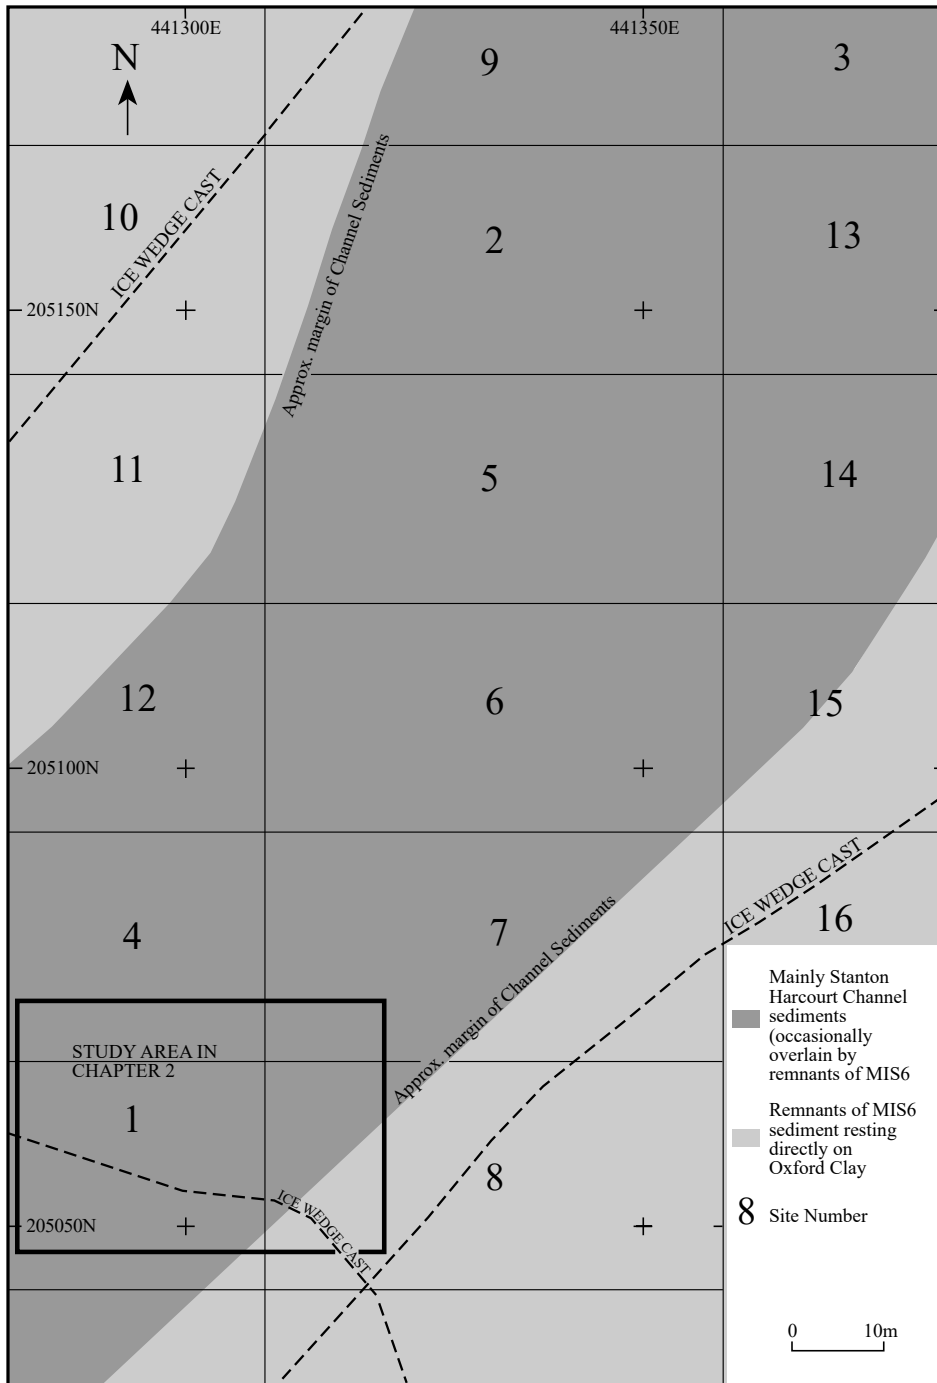 441300E
441350E
N
9
3
10
ICE WEDGE CAST
2
13
205150N
Approx. margin of Channel Sediments
11
5
14
12
6
15
205100N
ICE WEDGE CAST
4
7
16
Approx. margin of Channel Sediments
STUDY AREA IN
CHAPTER 2
1
8
ICE WEDGE CAST
205050N
Mainly Stanton
Harcourt Channel
sediments
(occasionally
overlain by
remnants of MIS6
Remnants of MIS6
sediment resting
directly on
Oxford Clay
8 Site Number
0 10m